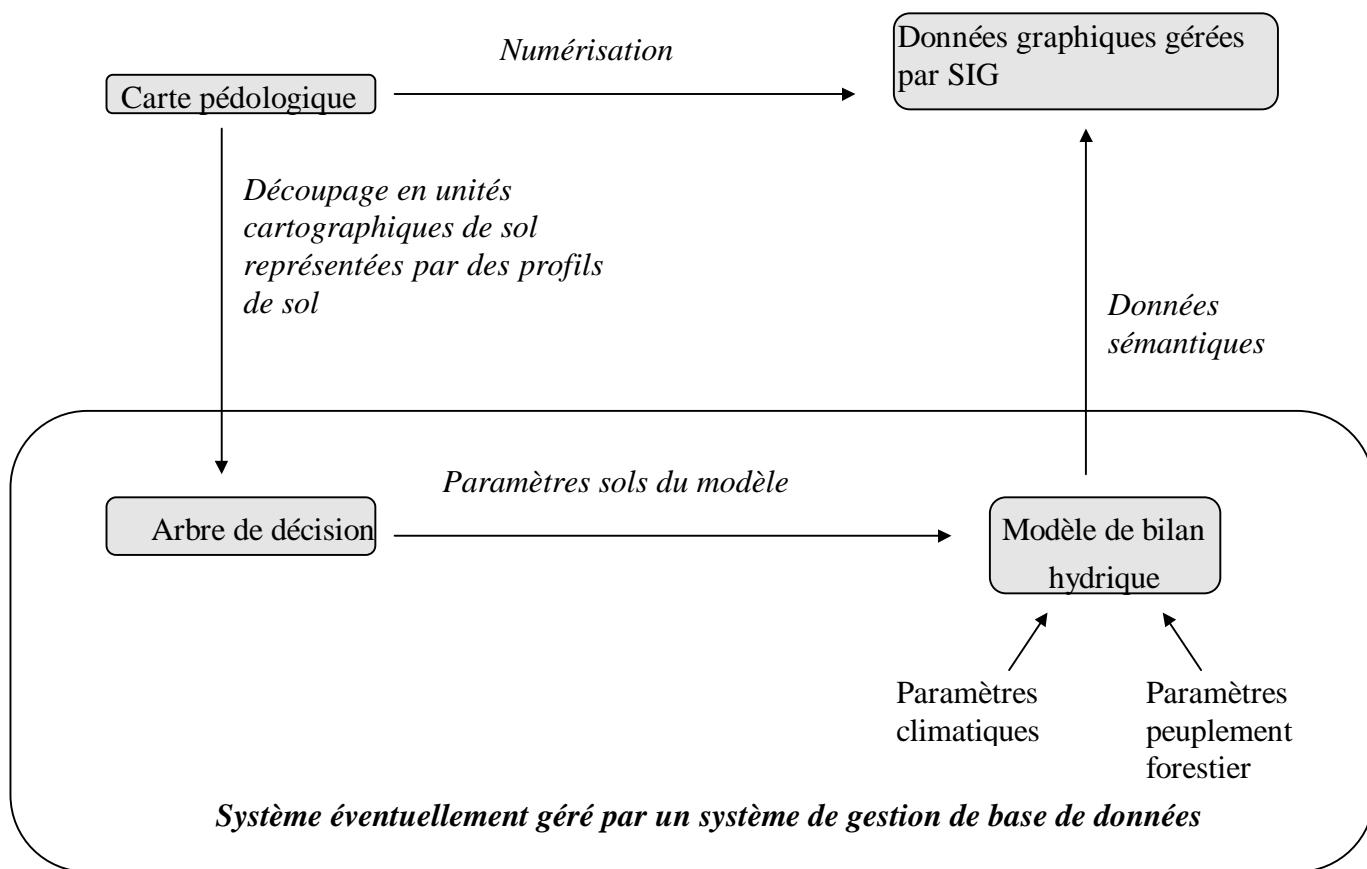 Numérisation
Données graphiques gérées
par SIG
Carte pédologique
Découpage en unités
cartographiques de sol
représentées par des profils
de sol
Données
sémantiques
Paramètres sols du modèle
Arbre de décision
Modèle de bilan
hydrique
Paramètres
climatiques
Paramètres
peuplement
forestier
Système éventuellement géré par un système de gestion de base de données